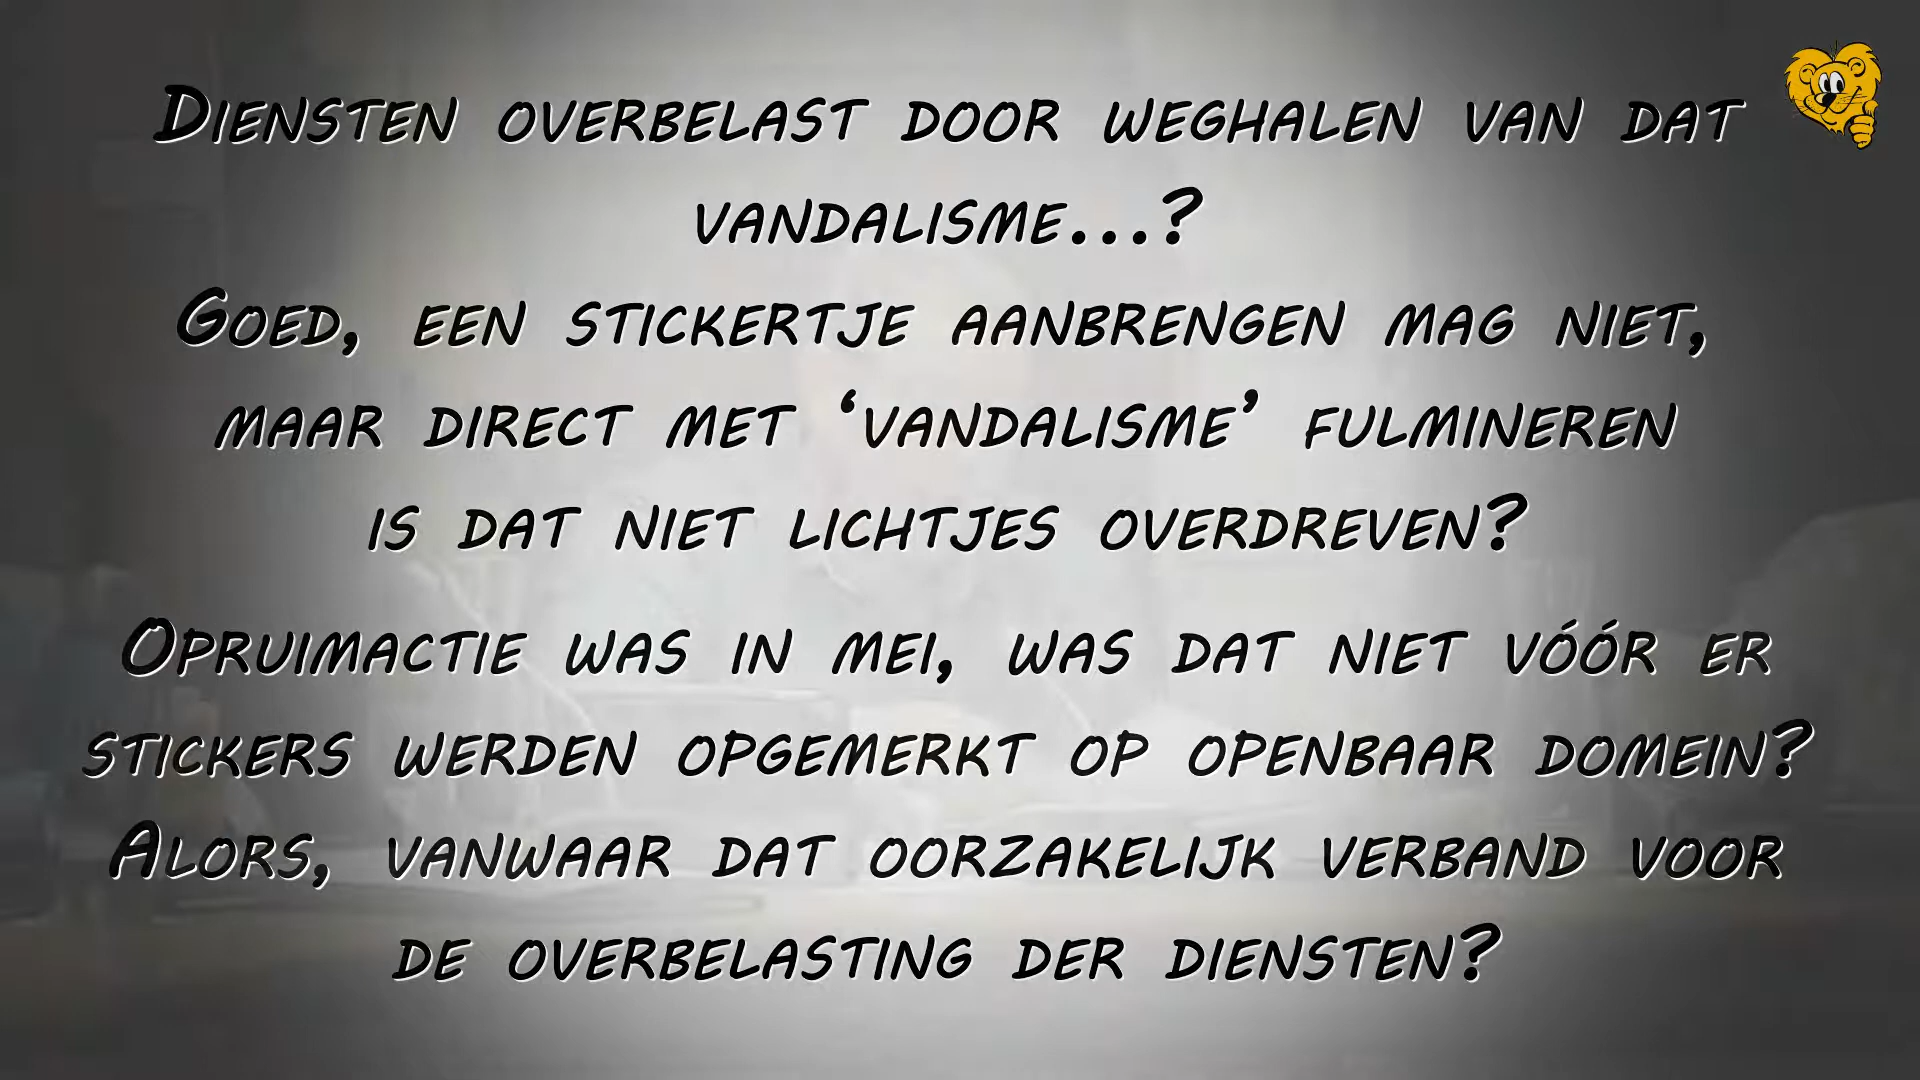 Diensten overbelast door weghalen van dat
vandalisme...?
Goed, een stickertje aanbrengen mag niet,
maar direct met ‘vandalisme’ fulmineren
is dat niet lichtjes overdreven?
Opruimactie was in mei, was dat niet vóór er
stickers werden opgemerkt op openbaar domein?
Alors, vanwaar dat oorzakelijk verband voor
de overbelasting der diensten?